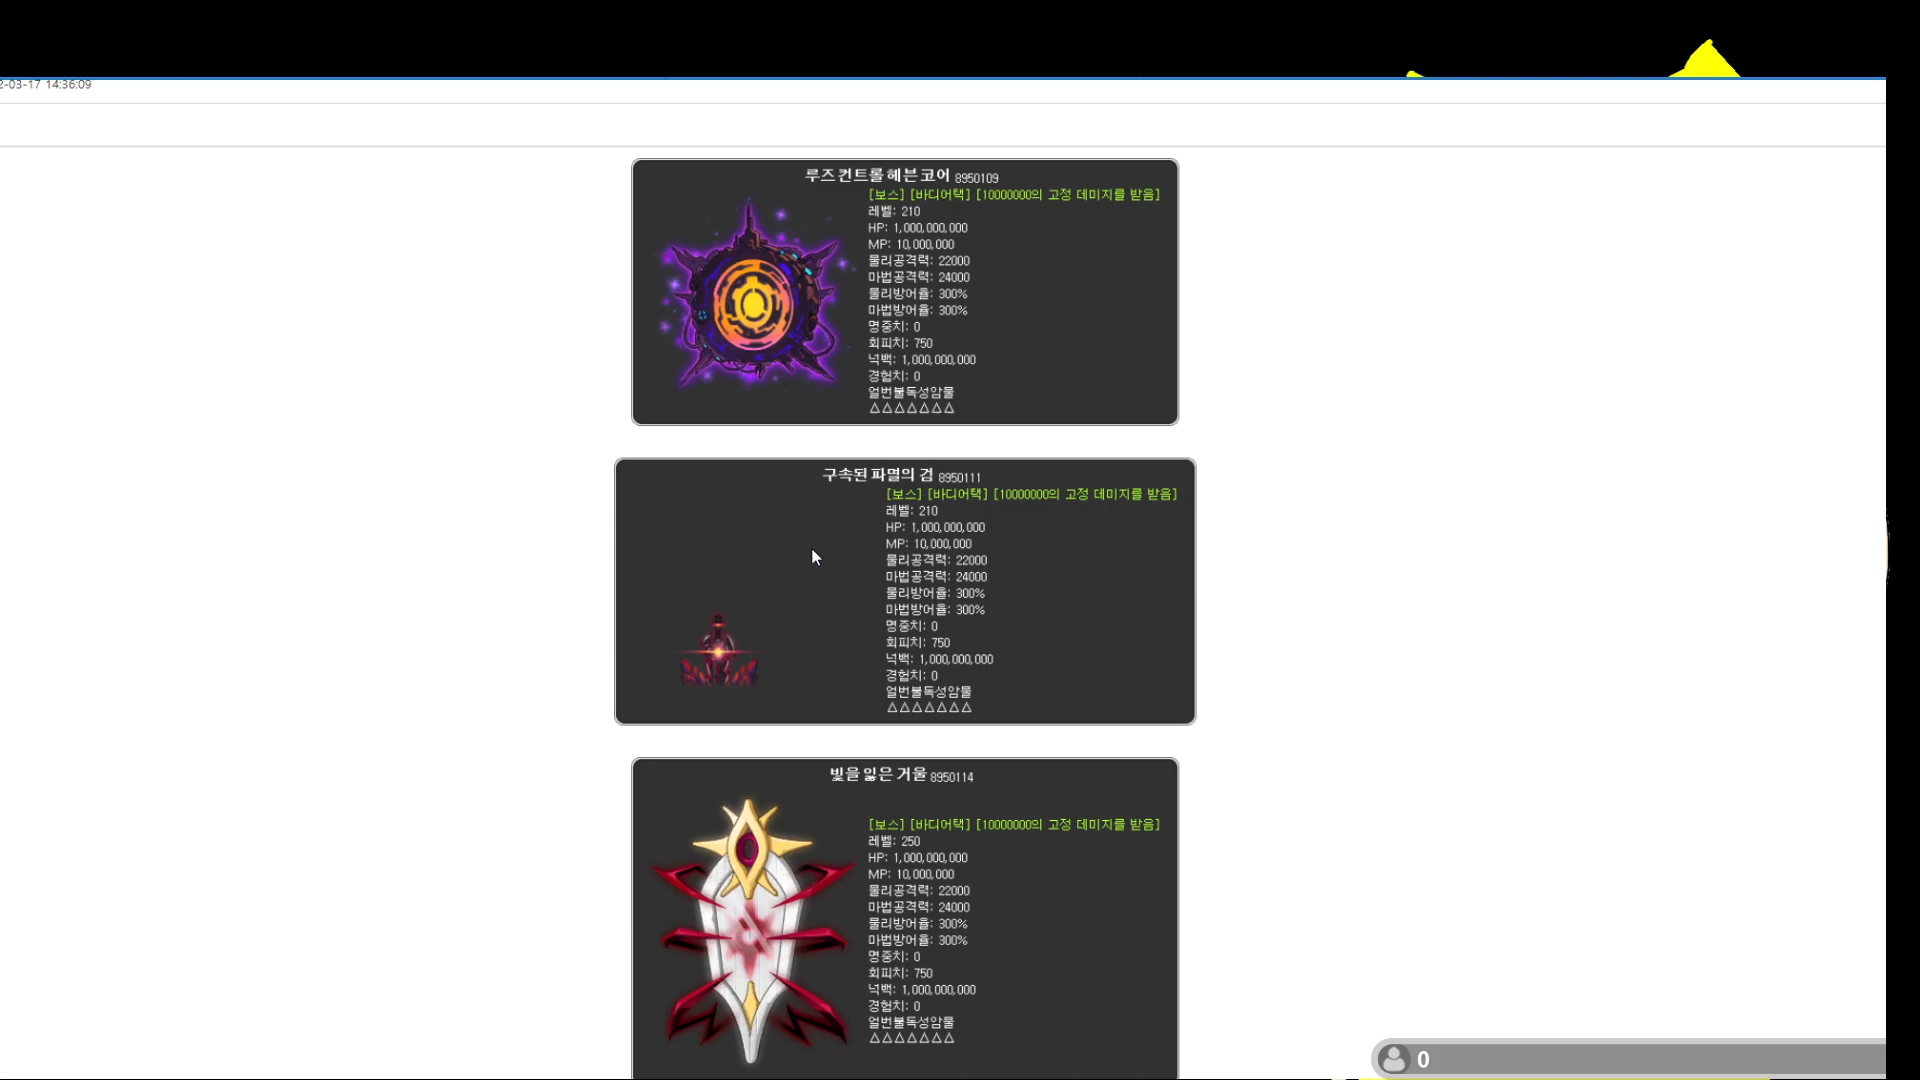 2-03-17 14:36:09
루즈 컨트롤 헤븐 코어 8950109
[보스] [바디어택] [10000000의 고정 데미지를 받음]
레벨: 210
HP: 1,000,000,000
MP: 10,000,000
물리공격력: 22000
마법공격력: 24000
물리방어율: 300%
마법방어율: 300%
명중치: 0
회피치: 750
넉백: 1,000,000,000
경험치: 0
얼번불독성암물
△△△△△△△
구속된 파멸의 검 8950111
[보스] [바디어택] [10000000의 고정 데미지를 받음]
레벨: 210
HP: 1,000,000,000
MP: 10,000,000
물리공격력: 22000
마법공격력: 24000
물리방어율: 300%
마법방어율: 300%
명중치: 0
회피치: 750
넉백: 1,000,000,000
경험치: 0
얼번불독성암물
△△△△△△△
빛을 잃은 거울 8950114
[보스] [바디어택] [10000000의 고정 데미지를 받음]
레벨: 250
HP: 1,000,000,000
MP: 10,000,000
물리공격력: 22000
마법공격력: 24000
물리방어율: 300%
마법방어율: 300%
명중치: 0
회피치: 750
넉백: 1,000,000,000
경험치: 0
얼번불독성암물
△△△△△△△
0